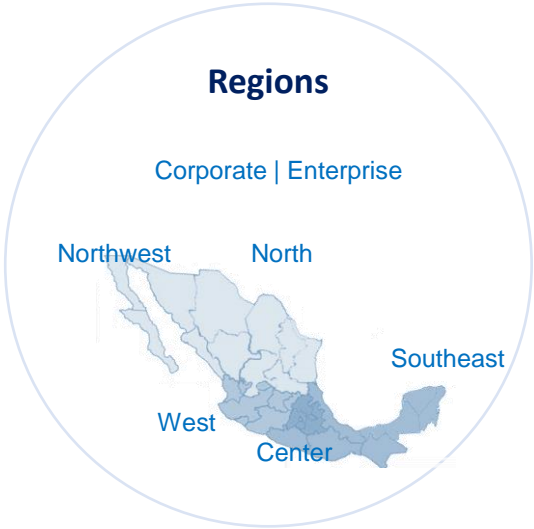 Regions
Corporate | Enterprise
Northwest
North
Southeast
West
Center